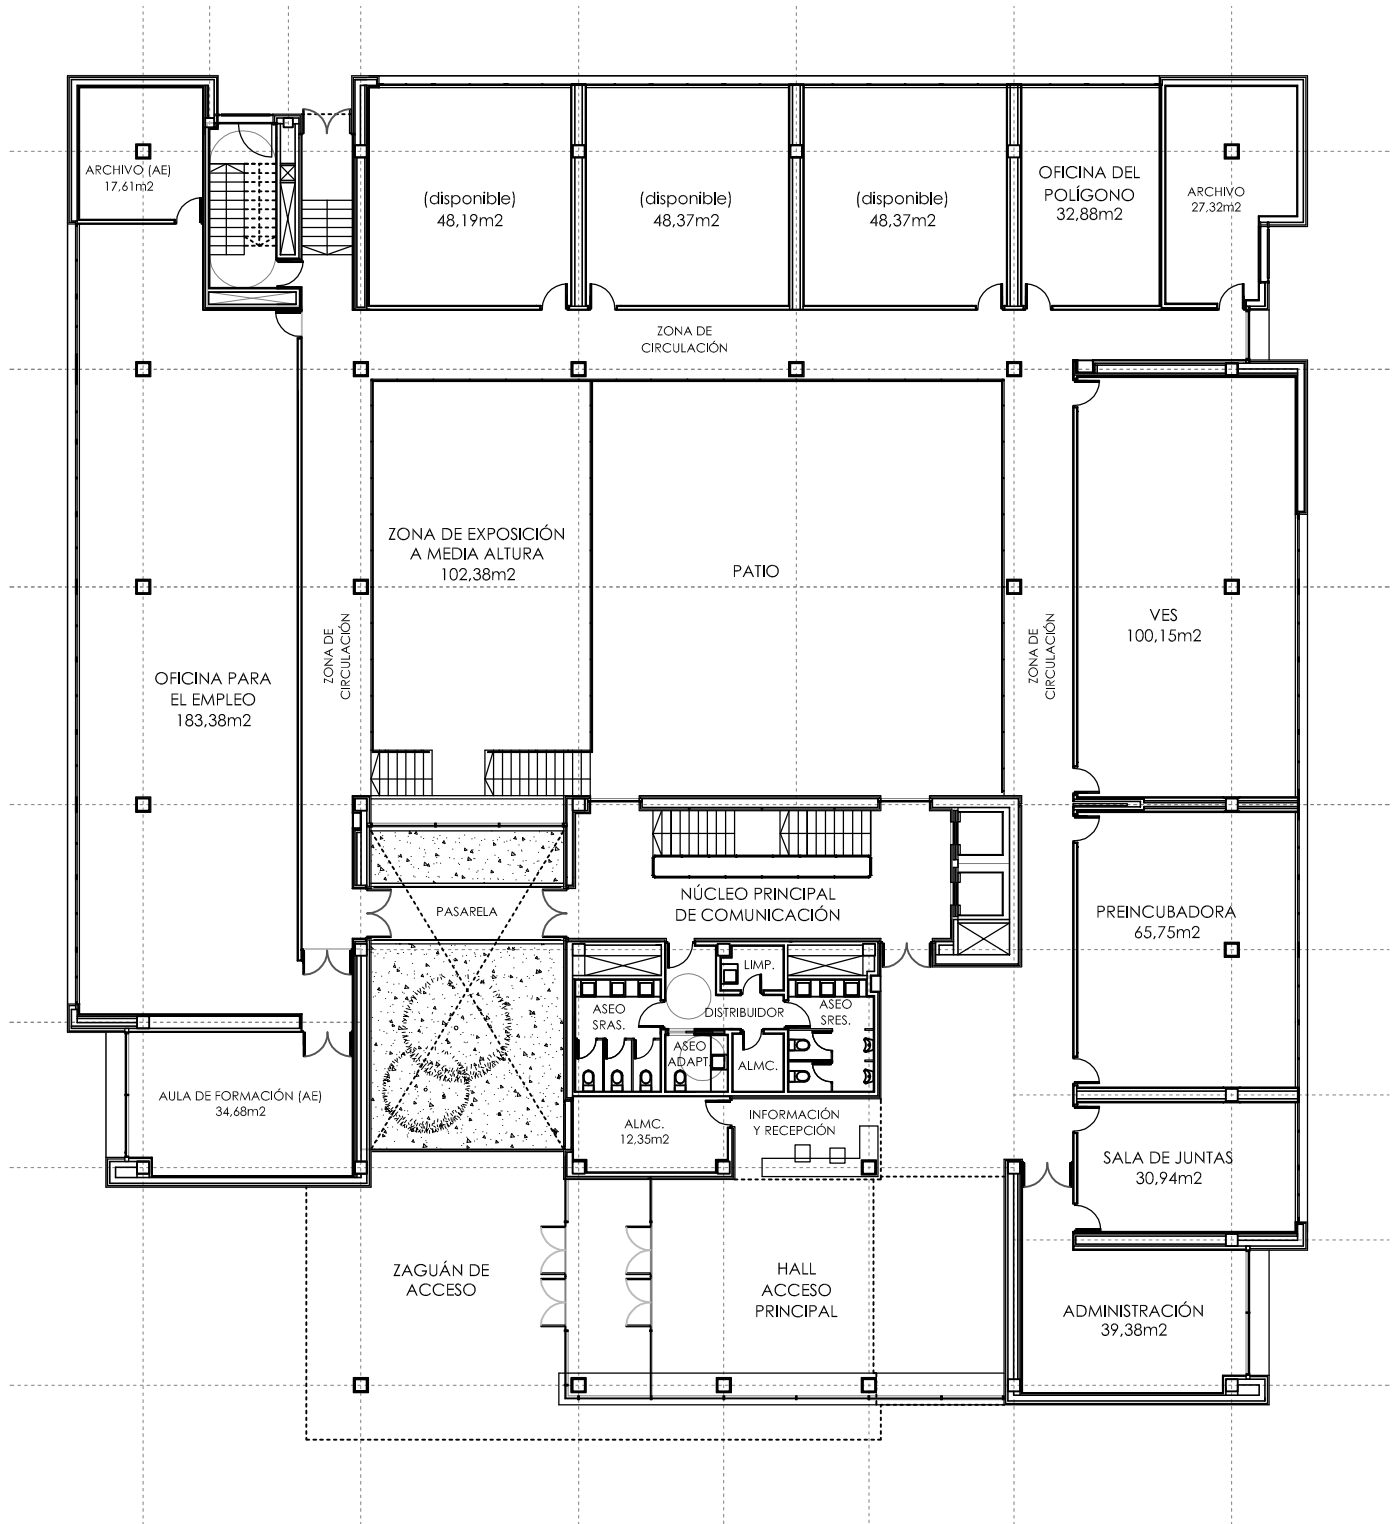 ARCHIVO (AE)
17,61m2
(disponible)
48,19m2
(disponible)
48,37m2
(disponible)
48,37m2
OFICINA DEL
POLÍGONO
32,88m2
ARCHIVO
27,32m2
ZONA DE
CIRCULACIÓN
ZONA DE EXPOSICIÓN
A MEDIA ALTURA
102,38m2
PATIO
VES
100,15m2
ZONA DE
CIRCULACIÓN
ZONA DE
CIRCULACIÓN
OFICINA PARA
EL EMPLEO
183,38m2
NÚCLEO PRINCIPAL
DE COMUNICACIÓN
PASARELA
PREINCUBADORA
65,75m2
LIMP.
ASEO
SRAS.
DISTRIBUIDOR
ASEO
SRES.
ASEO
ADAPT.
ALMC.
AULA DE FORMACIÓN (AE)
34,68m2
ALMC.
12,35m2
INFORMACIÓN
Y RECEPCIÓN
SALA DE JUNTAS
30,94m2
ZAGUÁN DE
ACCESO
HALL
ACCESO
PRINCIPAL
ADMINISTRACIÓN
39,38m2